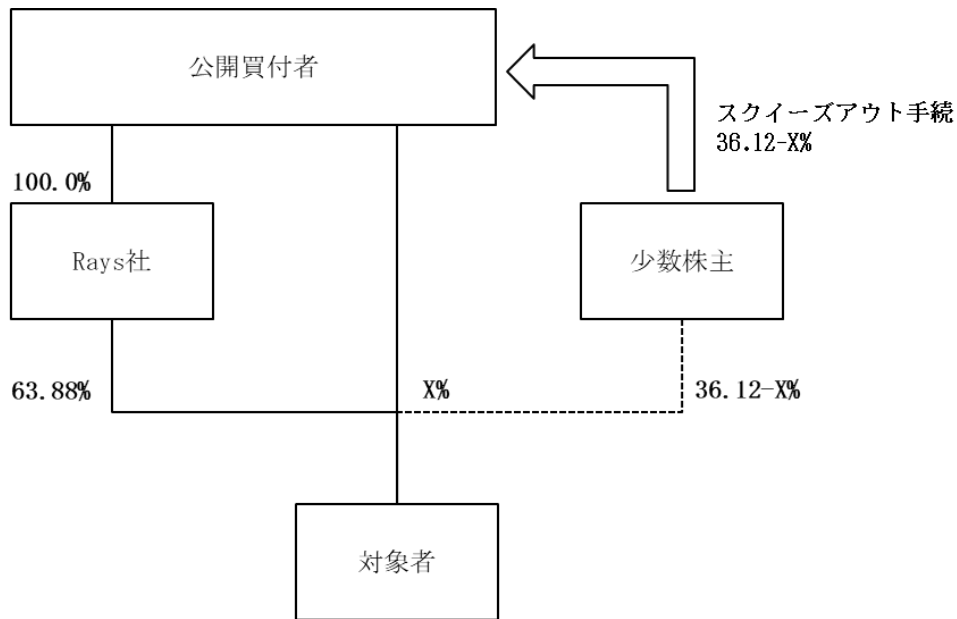 公開買付者
スクイーズアウト手続
36.12-X%
100.0%
Rays社
少数株主
63.88%
X%
36.12-X%
対象者